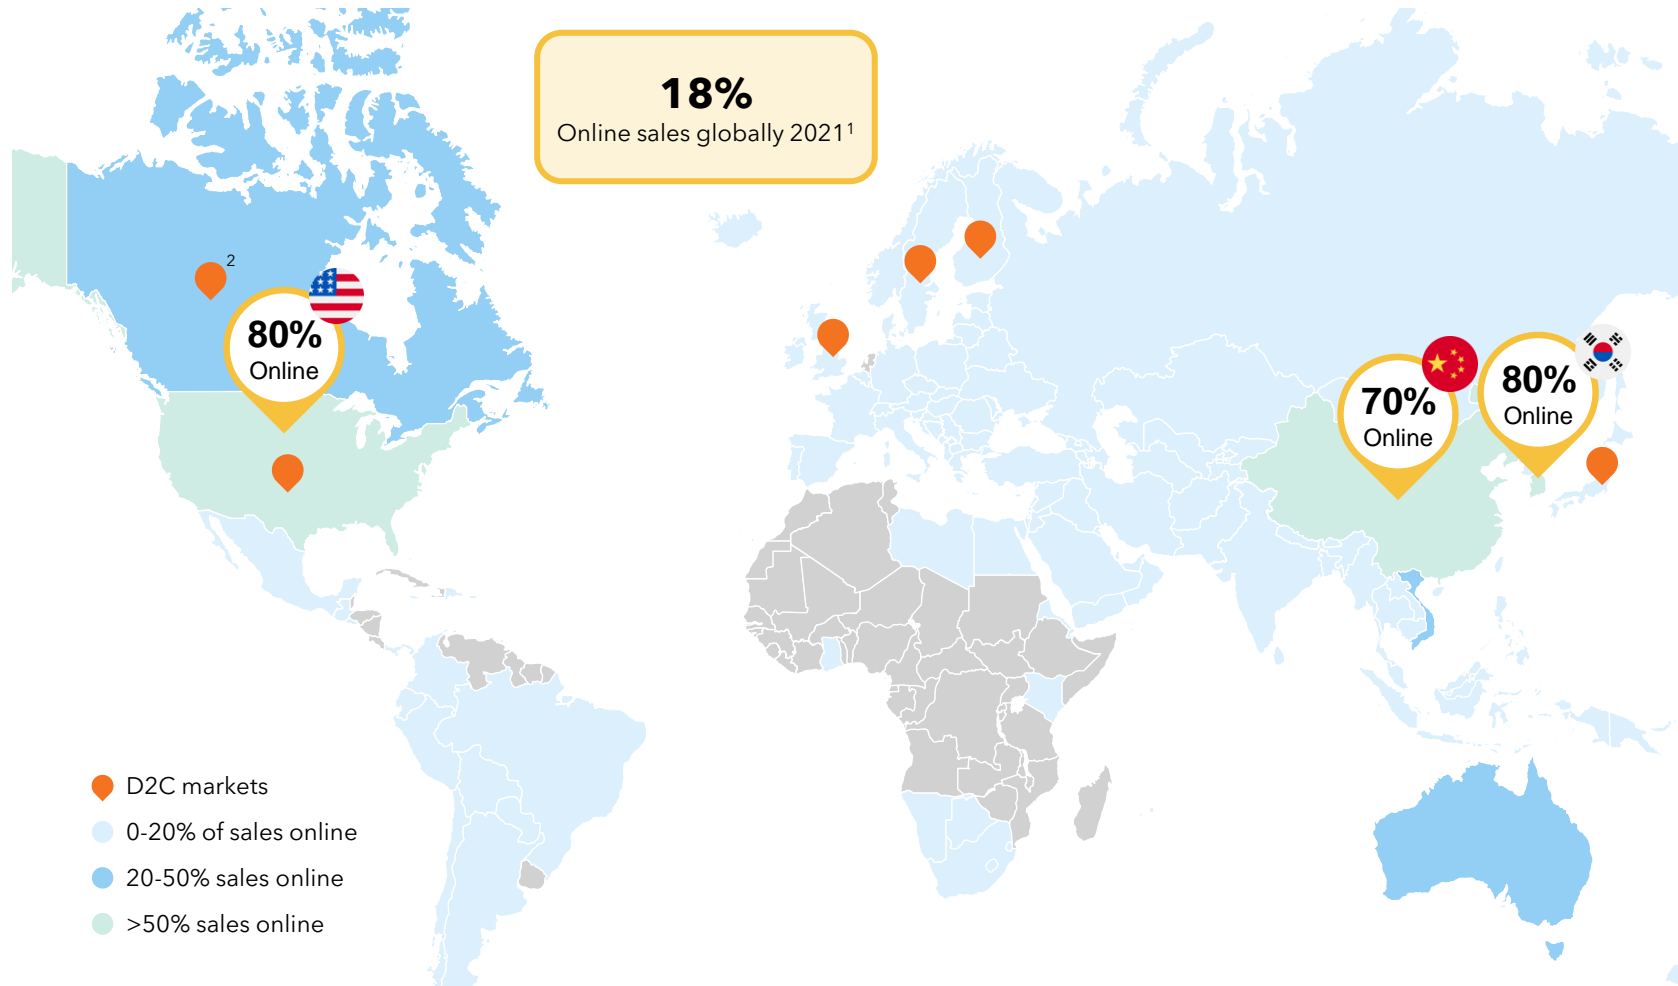 18%
Online sales globally 2021¹
2
80%
Online
70%
Online
80%
Online
D2C markets
0-20% of sales online
20-50% sales online
>50% sales online